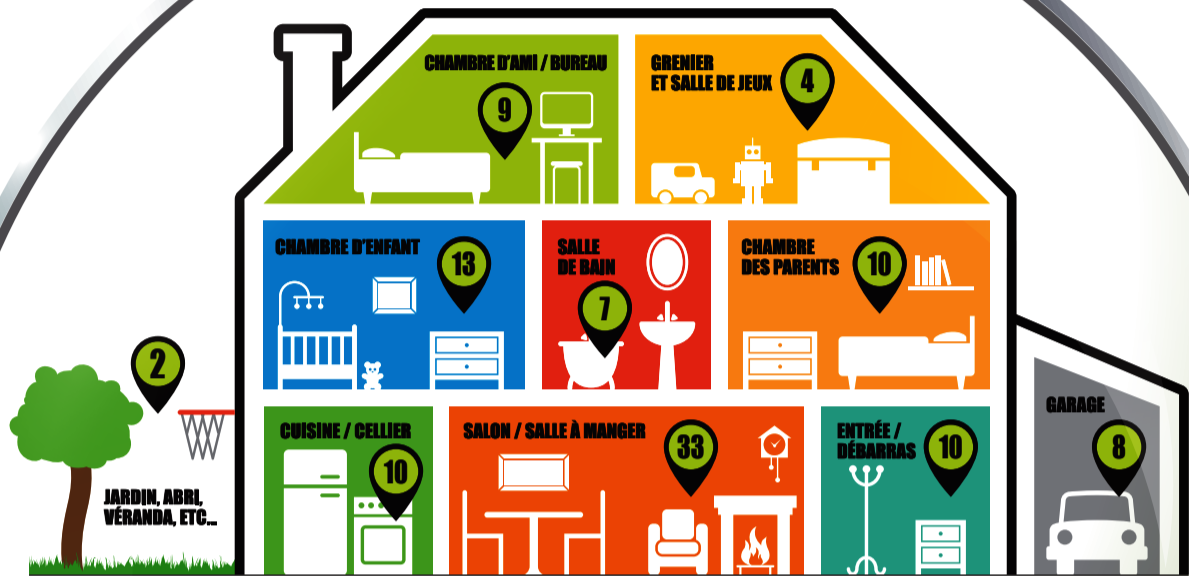 CHAMBRE D'AMI / BUREAU
9
GRENIER
ET SALLE DE JEUX
4
CHAMBRE D'ENFANT
13
SALLE
DE BAIN
7
CHAMBRE
DES PARENTS
10
2
JARDIN, ABRI,
VÉRANDA, ETC...
CUISINE / CELLIER
10
SALON / SALLE À MANGER
33
ENTRÉE /
DÉBARRAS
10
GARAGE
8